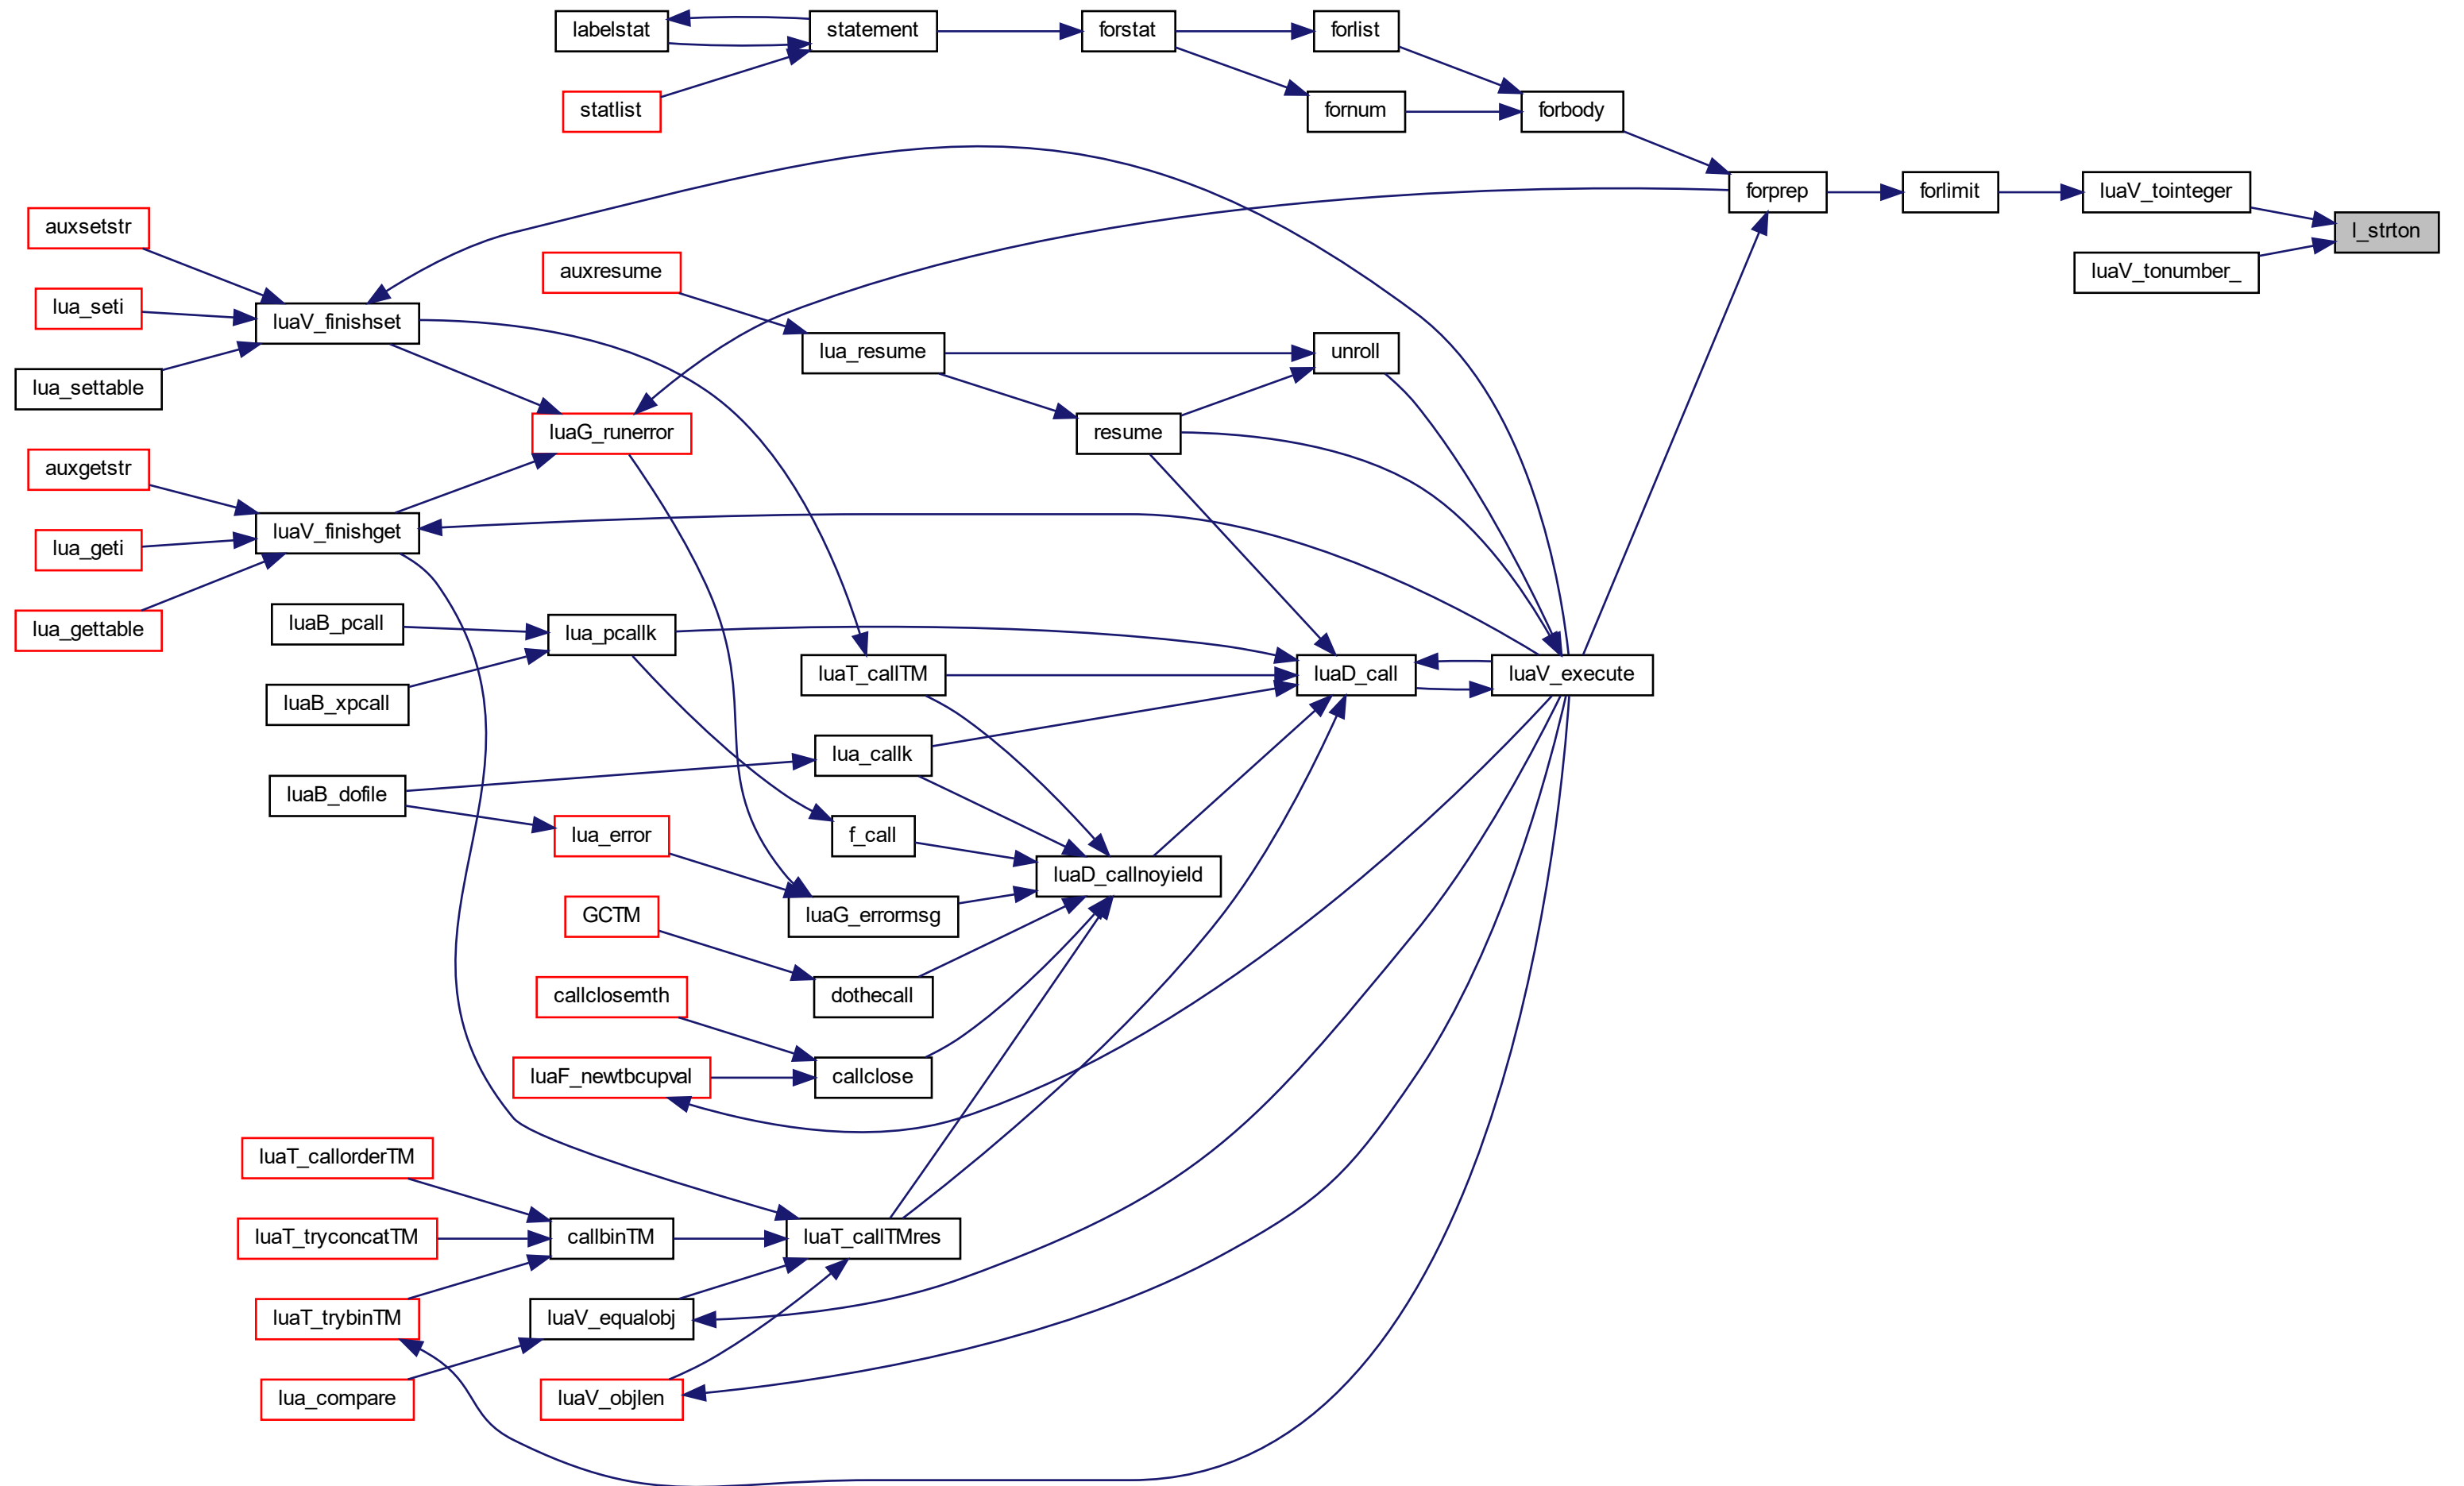 labelstat
statement
forstat
forlist
statlist
fornum
forbody
forprep
forlimit
luaV_tointeger
l_strton
luaV_tonumber_
auxsetstr
lua_seti
lua_settable
luaV_finishset
auxresume
lua_resume
unroll
resume
luaG_runerror
auxgetstr
lua_geti
lua_gettable
luaV_finishget
luaB_pcall
luaB_xpcall
lua_pcallk
luaT_callTM
luaD_call
luaV_execute
luaB_dofile
lua_callk
lua_error
f_call
luaD_callnoyield
GCTM
luaG_errormsg
callclosemth
dothecall
luaF_newtbcupval
callclose
luaT_callorderTM
luaT_tryconcatTM
callbinTM
luaT_callTMres
luaT_trybinTM
luaV_equalobj
lua_compare
luaV_objlen